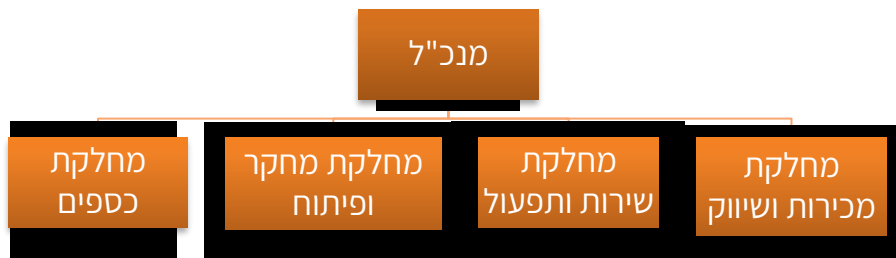 מנכ"ל
מחלקת
מכירות ושיווק
מחלקת
שירות ותפעול
מחלקת מחקר
ופיתוח
מחלקת
כספים